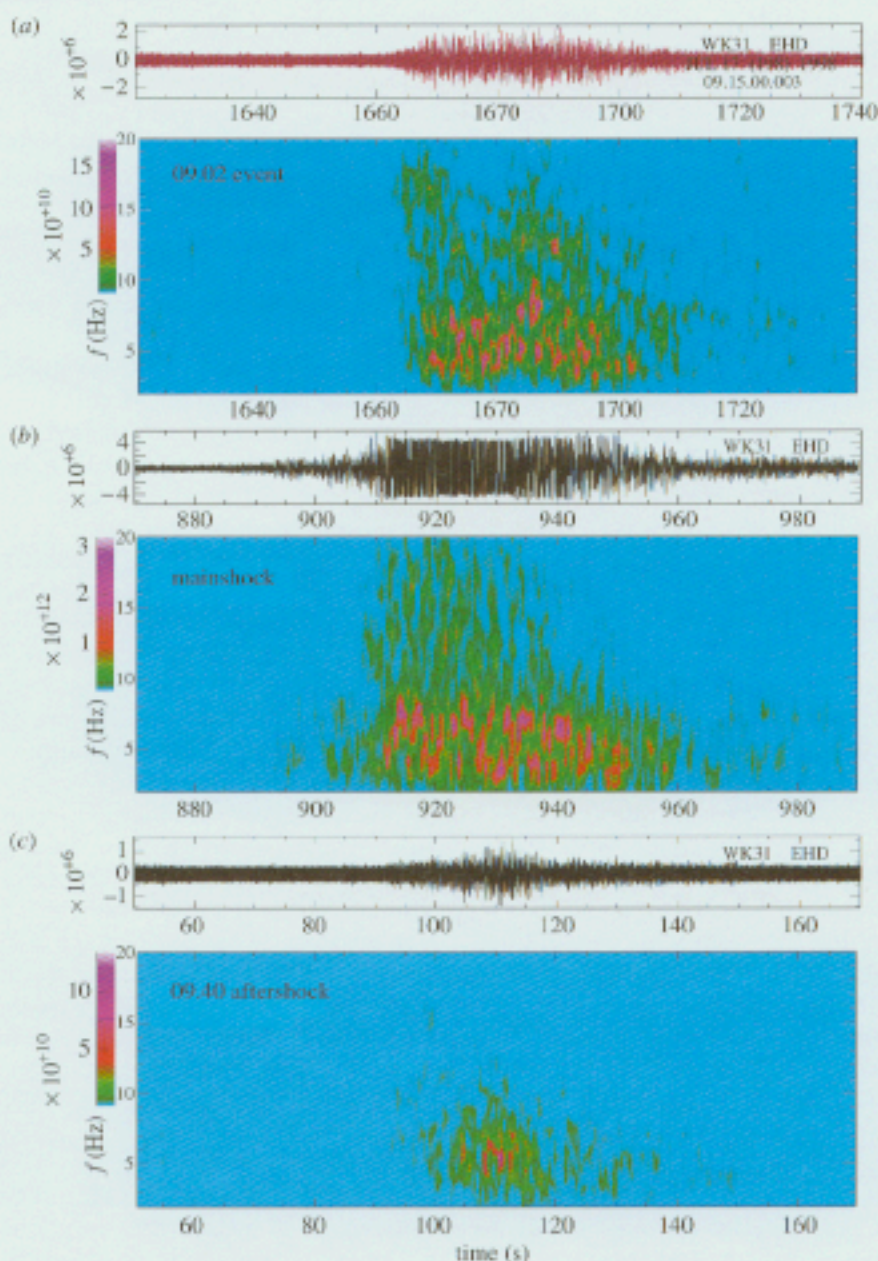 (a)
× 10⁺⁶
2
0
−2
WK31 EHD
09.15.00.003
1640 1660 1670 1700 1720 1740
× 10⁺¹⁰
15
10
5
f (Hz)
20
15
10
5
09.02 event
1640 1660 1670 1700 1720
(b)
× 10⁺⁶
4
0
−4
WK31 EHD
880 900 920 940 960 980
× 10⁺¹²
3
2
1
f (Hz)
20
15
10
5
mainshock
880 900 920 940 960 980
(c)
× 10⁺⁶
1
0
−1
WK31 EHD
60 80 100 120 140 160
× 10⁺¹⁰
10
5
f (Hz)
20
15
10
5
09.40 aftershock
60 80 100 120 140 160
time (s)